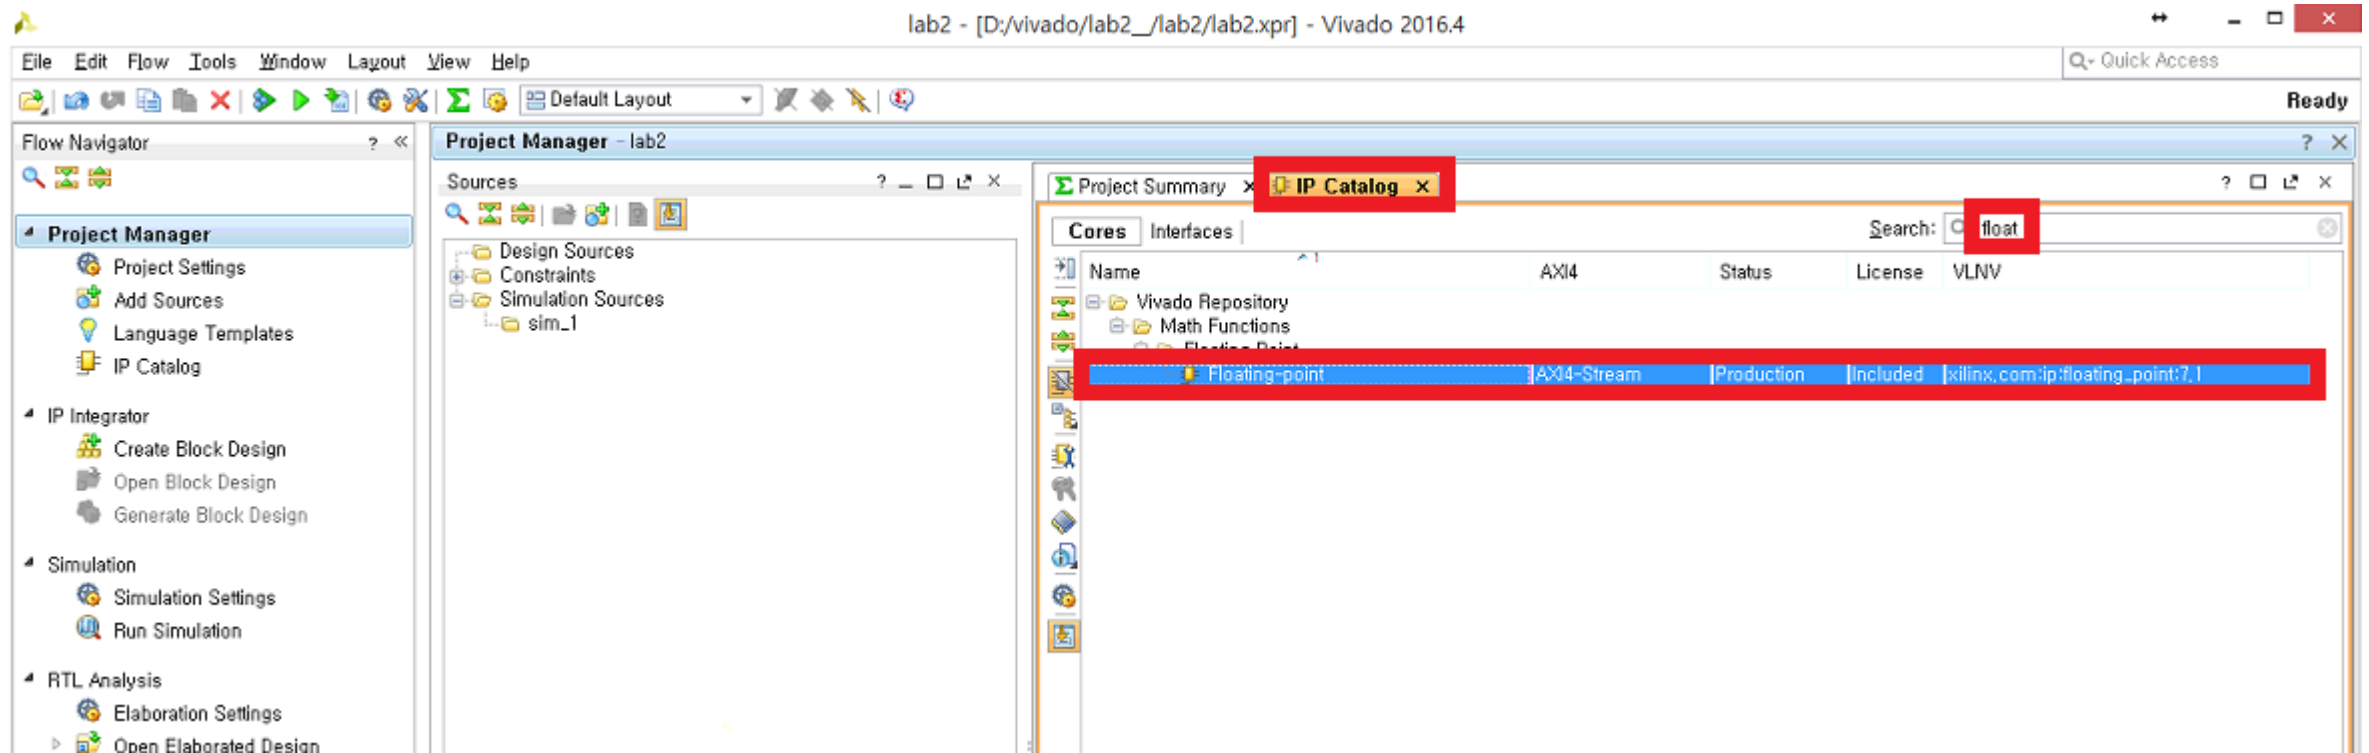 lab2 - [D:/vivado/lab2__/lab2/lab2.xpr] - Vivado 2016.4
File Edit Flow Tools Window Layout View Help
Quick Access
Default Layout
Ready
Flow Navigator
Project Manager - lab2
Project Manager
Project Settings
Add Sources
Language Templates
IP Catalog
IP Integrator
Create Block Design
Open Block Design
Generate Block Design
Simulation
Simulation Settings
Run Simulation
RTL Analysis
Elaboration Settings
Open Elaborated Design
Sources
Design Sources
Constraints
Simulation Sources
sim_1
Project Summary
IP Catalog
Cores Interfaces
Search: float
Name AXI4 Status License VLNV
Vivado Repository
Math Functions
Floating Point
Floating-point AXI4-Stream Production Included xilinx.com:ip:floating_point:7.1